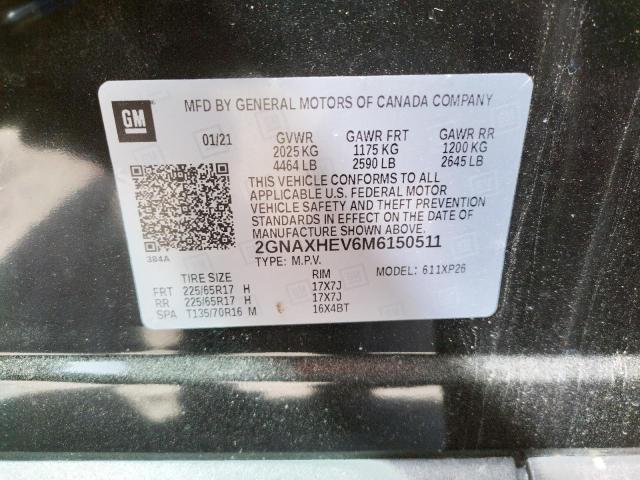 GM
MFD BY GENERAL MOTORS OF CANADA COMPANY
01/21 GVWR GAWR FRT GAWR RR
2025 KG 1175 KG 1200 KG
4464 LB 2590 LB 2645 LB
THIS VEHICLE CONFORMS TO ALL
APPLICABLE U.S. FEDERAL MOTOR
VEHICLE SAFETY AND THEFT PREVENTION
STANDARDS IN EFFECT ON THE DATE OF
MANUFACTURE SHOWN ABOVE.
384A
2GNAXHEV6M6150511
TYPE: M.P.V. MODEL: 611XP26
TIRE SIZE RIM
FRT 225/65R17 H 17X7J
RR 225/65R17 H 17X7J
SPA T135/70R16 M 16X4BT